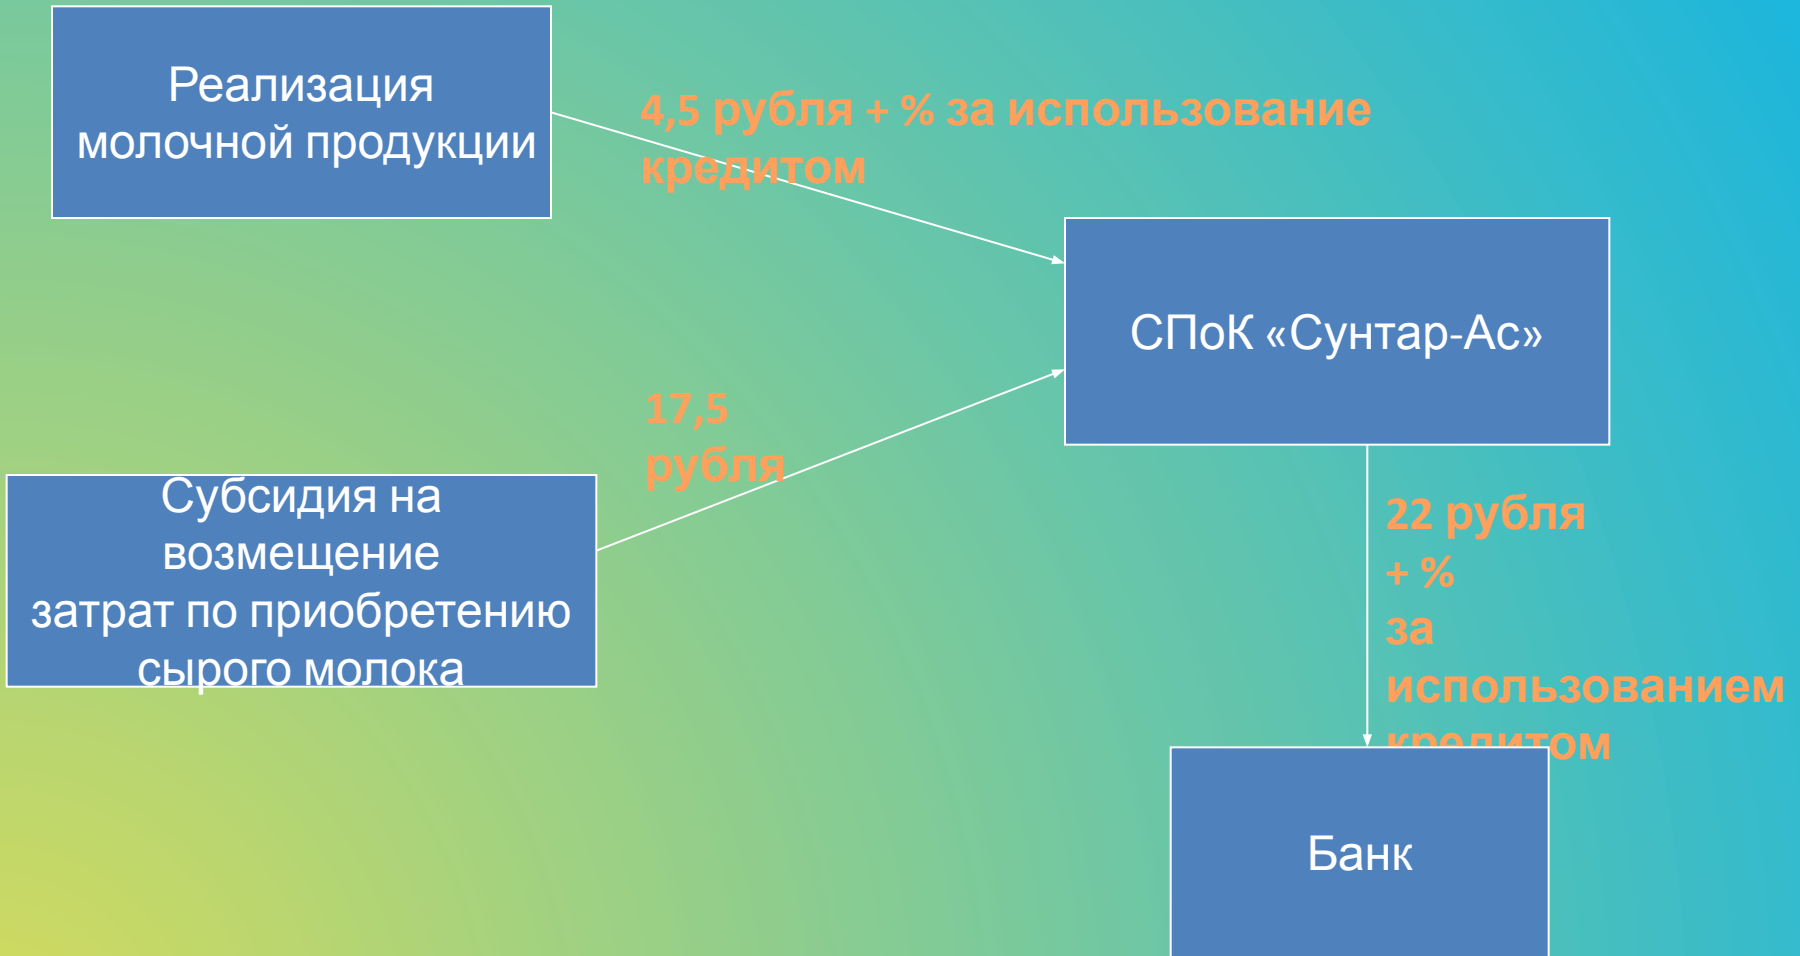 Реализация
молочной продукции
4,5 рубля + % за использование
кредитом
СПоК «Сунтар-Ас»
17,5
рубля
Субсидия на
возмещение
затрат по приобретению
сырого молока
22 рубля
+ %
за
использованием
кредитом
Банк